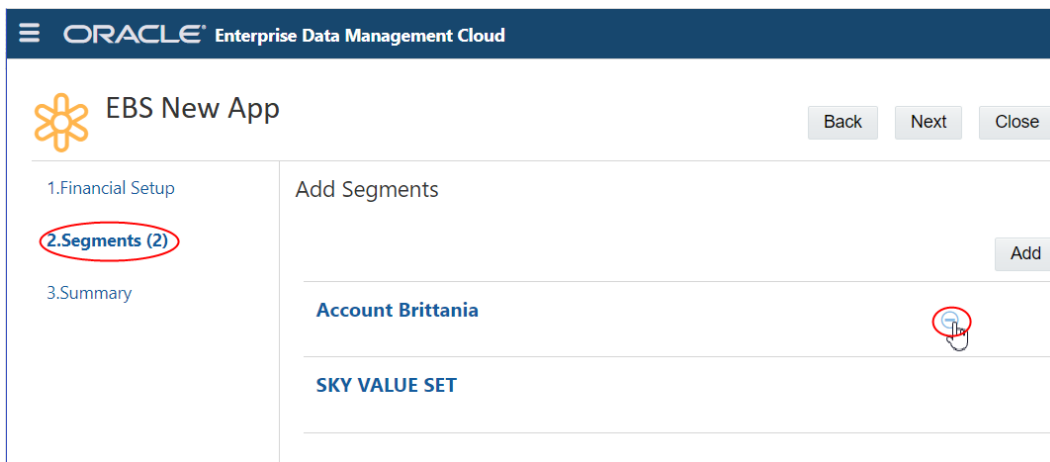 ORACLE® Enterprise Data Management Cloud
EBS New App
Back Next Close
1.Financial Setup
Add Segments
2.Segments (2)
Add
3.Summary
Account Brittania
SKY VALUE SET